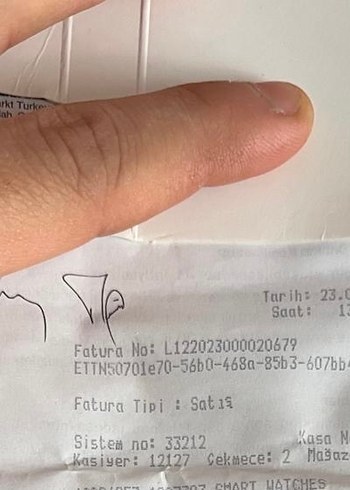 Tarih: 23.0
Saat: 13
Fatura No: L122023000020679
ETTN50701e70-56b0-468a-85b3-607bb4
Fatura Tipi : Satış
Sistem no: 33212 Kasa N
Kasiyer: 12127 Çekmece: 2 Mağaz
SMART WATCHES